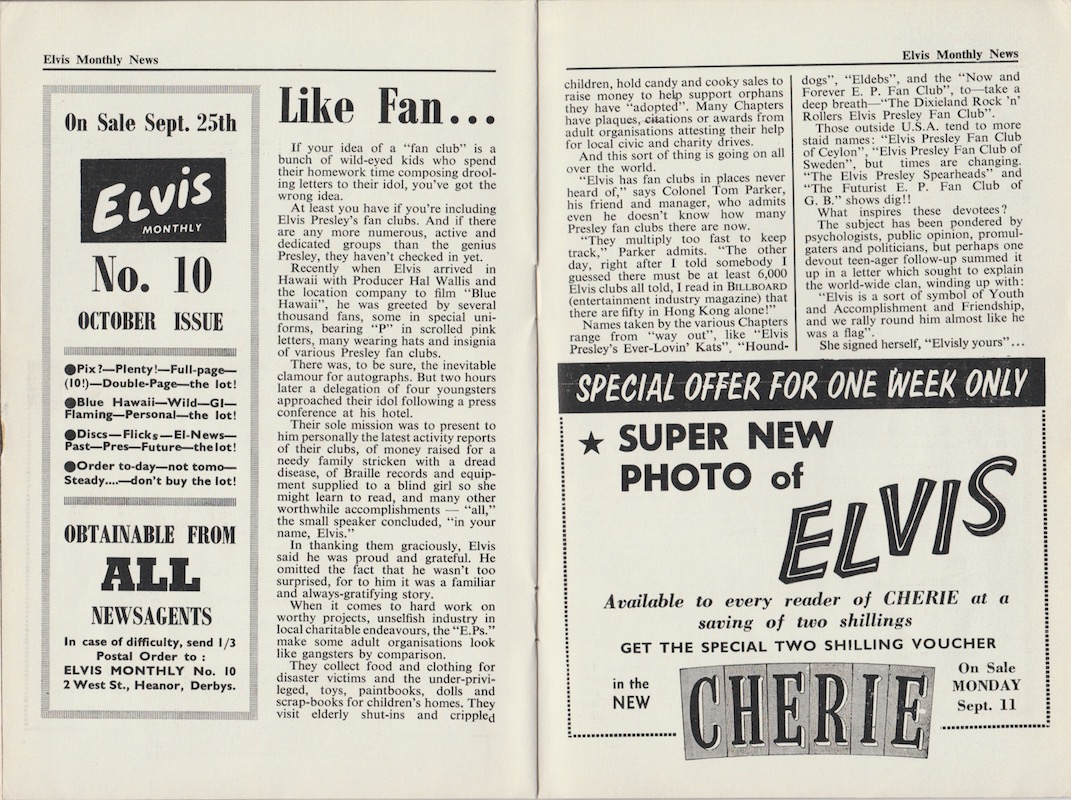 Elvis Monthly News
On Sale Sept. 25th
ELVIS
MONTHLY
No. 10
OCTOBER ISSUE
●Pix?—Plenty!—Full-page—
(10!)—Double-Page—the lot!
●Blue Hawaii—Wild—GI—
Flaming—Personal—the lot!
●Discs—Flicks—El-News—
Past—Pres—Future—the lot!
●Order to-day—not tomo—
Steady....—don't buy the lot!
OBTAINABLE FROM
ALL
NEWSAGENTS
In case of difficulty, send 1/3
Postal Order to :
ELVIS MONTHLY No. 10
2 West St., Heanor, Derbys.
Like Fan...
If your idea of a "fan club" is a
bunch of wild-eyed kids who spend
their homework time composing drool-
ing letters to their idol, you've got the
wrong idea.
At least you have if you're including
Elvis Presley's fan clubs. And if there
are any more numerous, active and
dedicated groups than the genius
Presley, they haven't checked in yet.
Recently when Elvis arrived in
Hawaii with Producer Hal Wallis and
the location company to film "Blue
Hawaii", he was greeted by several
thousand fans, some in special uni-
forms, bearing "P" in scrolled pink
letters, many wearing hats and insignia
of various Presley fan clubs.
There was, to be sure, the inevitable
clamour for autographs. But two hours
later a delegation of four youngsters
approached their idol following a press
conference at his hotel.
Their sole mission was to present to
him personally the latest activity reports
of their clubs, of money raised for a
needy family stricken with a dread
disease, of Braille records and equip-
ment supplied to a blind girl so she
might learn to read, and many other
worthwhile accomplishments — "all,"
the small speaker concluded, "in your
name, Elvis."
In thanking them graciously, Elvis
said he was proud and grateful. He
omitted the fact that he wasn't too
surprised, for to him it was a familiar
and always-gratifying story.
When it comes to hard work on
worthy projects, unselfish industry in
local charitable endeavours, the "E.Ps."
make some adult organisations look
like gangsters by comparison.
They collect food and clothing for
disaster victims and the under-privi-
leged, toys, paintbooks, dolls and
scrap-books for children's homes. They
visit elderly shut-ins and crippled
Elvis Monthly News
children, hold candy and cooky sales to
raise money to help support orphans
they have "adopted". Many Chapters
have plaques, citations or awards from
adult organisations attesting their help
for local civic and charity drives.
And this sort of thing is going on all
over the world.
"Elvis has fan clubs in places never
heard of," says Colonel Tom Parker,
his friend and manager, who admits
even he doesn't know how many
Presley fan clubs there are now.
"They multiply too fast to keep
track," Parker admits. "The other
day, right after I told somebody I
guessed there must be at least 6,000
Elvis clubs all told, I read in BILLBOARD
(entertainment industry magazine) that
there are fifty in Hong Kong alone!"
Names taken by the various Chapters
range from "way out", like "Elvis
Presley's Ever-Lovin' Kats", "Hound-
dogs", "Eldebs", and the "Now and
Forever E. P. Fan Club", to—take a
deep breath—"The Dixieland Rock 'n'
Rollers Elvis Presley Fan Club".
Those outside U.S.A. tend to more
staid names: "Elvis Presley Fan Club
of Ceylon", "Elvis Presley Fan Club of
Sweden", but times are changing.
"The Elvis Presley Spearheads" and
"The Futurist E. P. Fan Club of
G. B." shows dig!!
What inspires these devotees?
The subject has been pondered by
psychologists, public opinion, promul-
gaters and politicians, but perhaps one
devout teen-ager follow-up summed it
up in a letter which sought to explain
the world-wide clan, winding up with:
"Elvis is a sort of symbol of Youth
and Accomplishment and Friendship,
and we rally round him almost like he
was a flag".
She signed herself, "Elvisly yours"...
SPECIAL OFFER FOR ONE WEEK ONLY
★ SUPER NEW
PHOTO of
ELVIS
Available to every reader of CHERIE at a
saving of two shillings
GET THE SPECIAL TWO SHILLING VOUCHER
in the
NEW
CHERIE
On Sale
MONDAY
Sept. 11